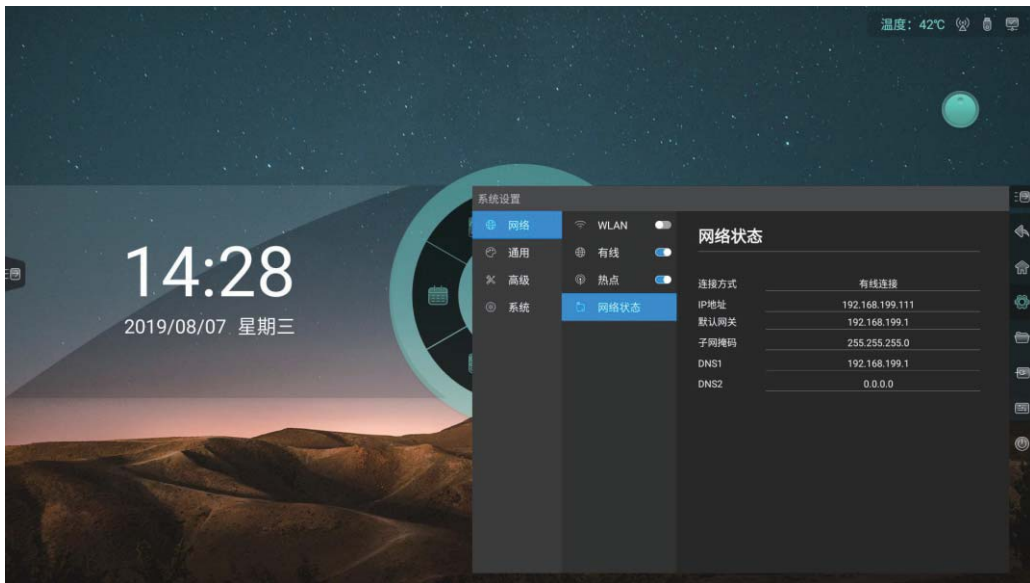 温度：42℃
14:28
2019/08/07 星期三
系统设置
网络
通用
高级
系统
WLAN
有线
热点
网络状态
网络状态
连接方式 有线连接
IP地址 192.168.199.111
默认网关 192.168.199.1
子网掩码 255.255.255.0
DNS1 192.168.199.1
DNS2 0.0.0.0